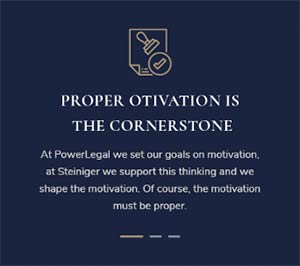 PROPER OTIVATION IS
THE CORNERSTONE
At PowerLegal we set our goals on motivation,
at Steiniger we support this thinking and we
shape the motivation. Of course, the motivation
must be proper.